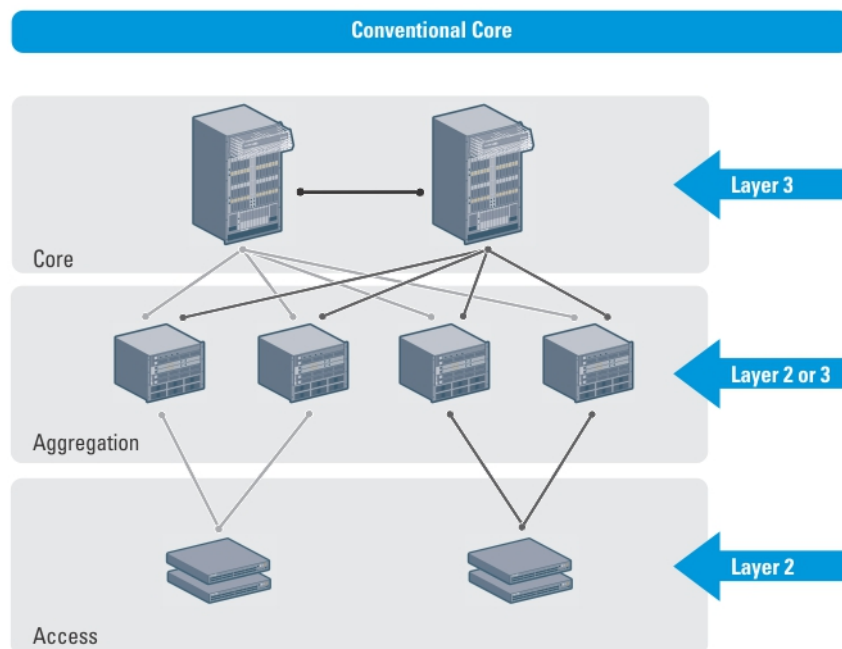 Conventional Core
Layer 3
Core
Layer 2 or 3
Aggregation
Layer 2
Access